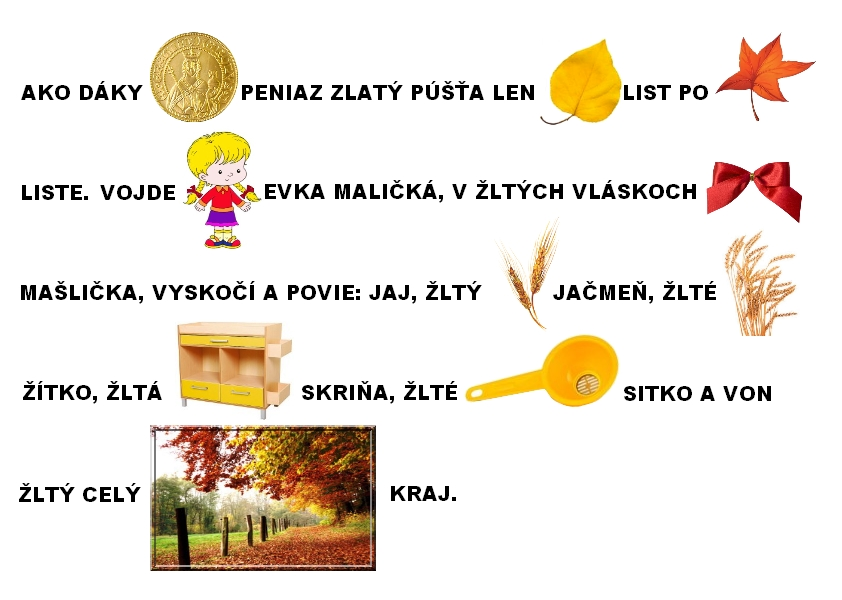 AKO DÁKY PENIAZ ZLATÝ PÚŠŤA LEN LIST PO
LISTE. VOJDE EVKA MALIČKÁ, V ŽLTÝCH VLÁSKOCH
MAŠLIČKA, VYSKOČÍ A POVIE: JAJ, ŽLTÝ JAČMEŇ, ŽLTÉ
ŽÍTKO, ŽLTÁ SKRIŇA, ŽLTÉ SITKO A VON
ŽLTÝ CELÝ KRAJ.